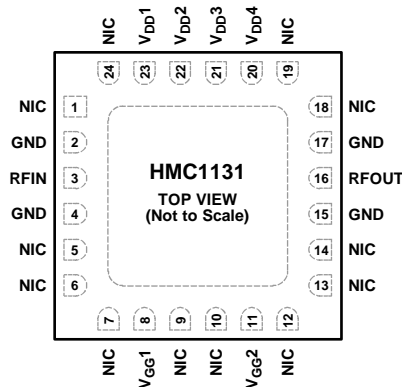 NIC
VDD1
VDD2
VDD3
VDD4
NIC
24
23
22
21
20
19
NIC 1
GND 2
RFIN 3
GND 4
NIC 5
NIC 6
HMC1131
TOP VIEW
(Not to Scale)
18 NIC
17 GND
16 RFOUT
15 GND
14 NIC
13 NIC
7
8
9
10
11
12
NIC
VGG1
NIC
NIC
VGG2
NIC